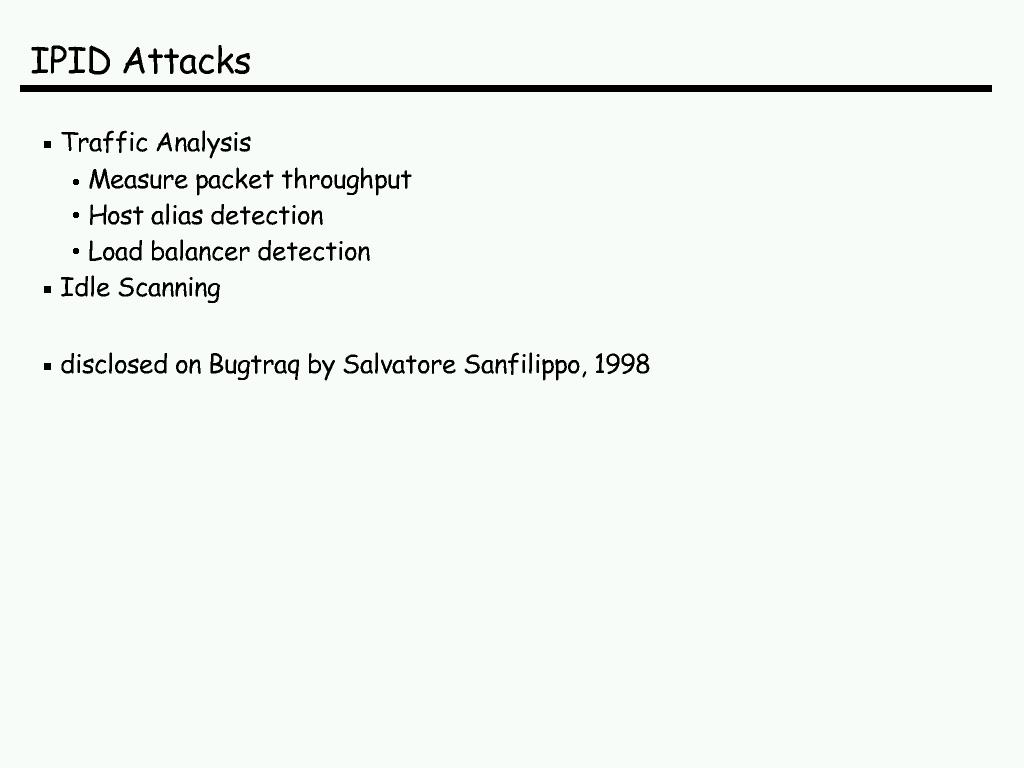 IPID Attacks
Traffic Analysis
Measure packet throughput
Host alias detection
Load balancer detection
Idle Scanning
disclosed on Bugtraq by Salvatore Sanfilippo, 1998